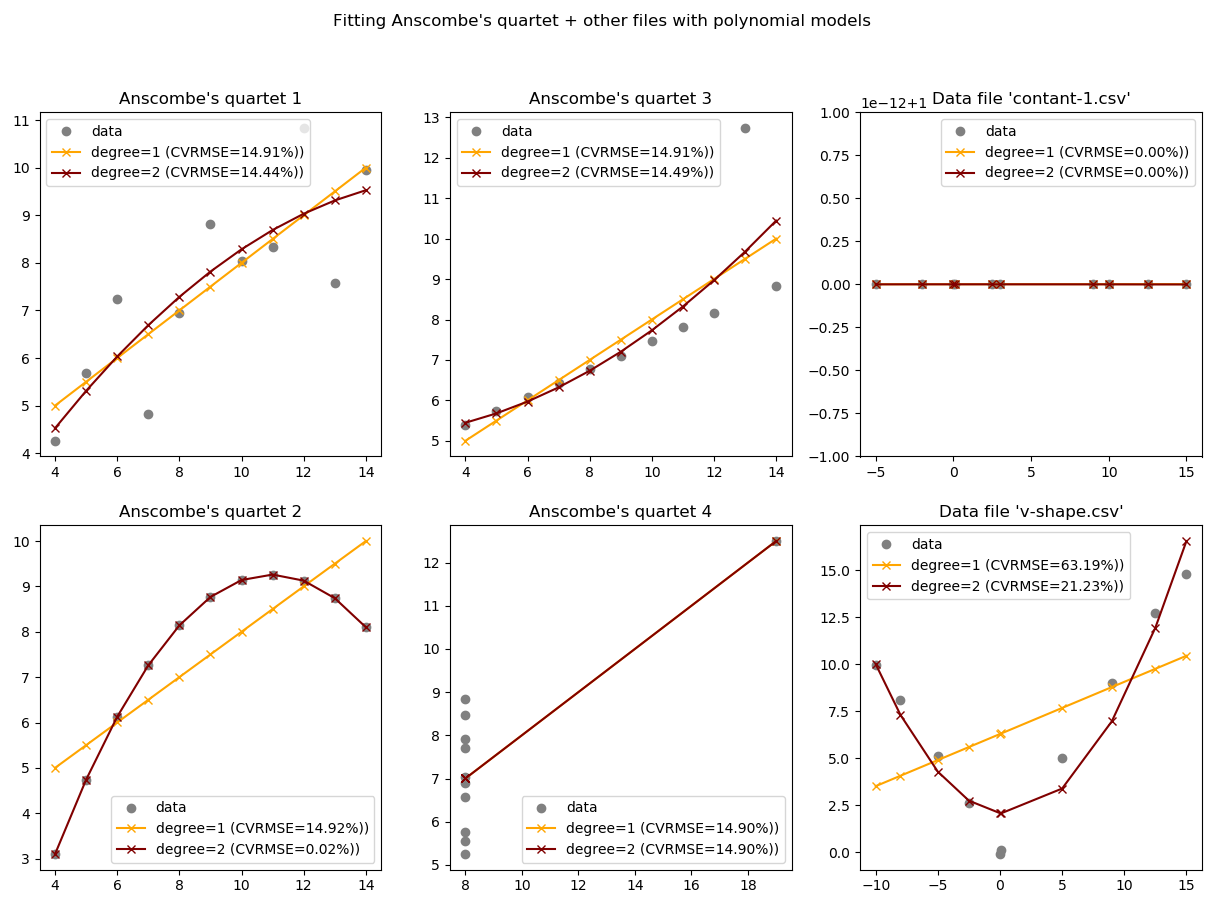 Fitting Anscombe's quartet + other files with polynomial models
Anscombe's quartet 1
data
degree=1 (CVRMSE=14.91%))
degree=2 (CVRMSE=14.44%))
11
10
9
8
7
6
5
4
4 6 8 10 12 14
Anscombe's quartet 3
data
degree=1 (CVRMSE=14.91%))
degree=2 (CVRMSE=14.49%))
13
12
11
10
9
8
7
6
5
4 6 8 10 12 14
1e−12+1
Data file 'contant-1.csv'
data
degree=1 (CVRMSE=0.00%))
degree=2 (CVRMSE=0.00%))
1.00
0.75
0.50
0.25
0.00
−0.25
−0.50
−0.75
−1.00
−5 0 5 10 15
Anscombe's quartet 2
10
9
8
7
6
5
4
3
data
degree=1 (CVRMSE=14.92%))
degree=2 (CVRMSE=0.02%))
4 6 8 10 12 14
Anscombe's quartet 4
12
11
10
9
8
7
6
5
data
degree=1 (CVRMSE=14.90%))
degree=2 (CVRMSE=14.90%))
8 10 12 14 16 18
Data file 'v-shape.csv'
data
degree=1 (CVRMSE=63.19%))
degree=2 (CVRMSE=21.23%))
15.0
12.5
10.0
7.5
5.0
2.5
0.0
−10 −5 0 5 10 15